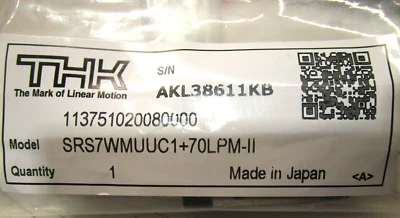 THK
The Mark of Linear Motion
S/N
AKL38611KB
113751020080000
Model SRS7WMUUC1+70LPM-II
Quantity 1 Made in Japan <A>